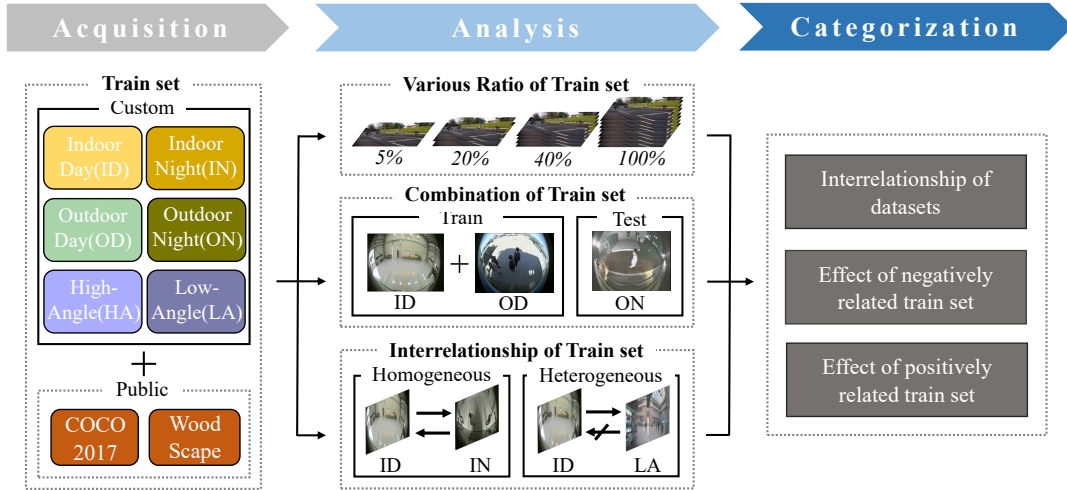 Acquisition
Analysis
Categorization
Train set
Custom
Indoor
Day(ID)
Indoor
Night(IN)
Outdoor
Day(OD)
Outdoor
Night(ON)
High-
Angle(HA)
Low-
Angle(LA)
+
Public
COCO
2017
Wood
Scape
Various Ratio of Train set
5%
20%
40%
100%
Combination of Train set
Train
+
ID
OD
Test
ON
Interrelationship of Train set
Homogeneous
ID
IN
Heterogeneous
ID
LA
Interrelationship of
datasets
Effect of negatively
related train set
Effect of positively
related train set